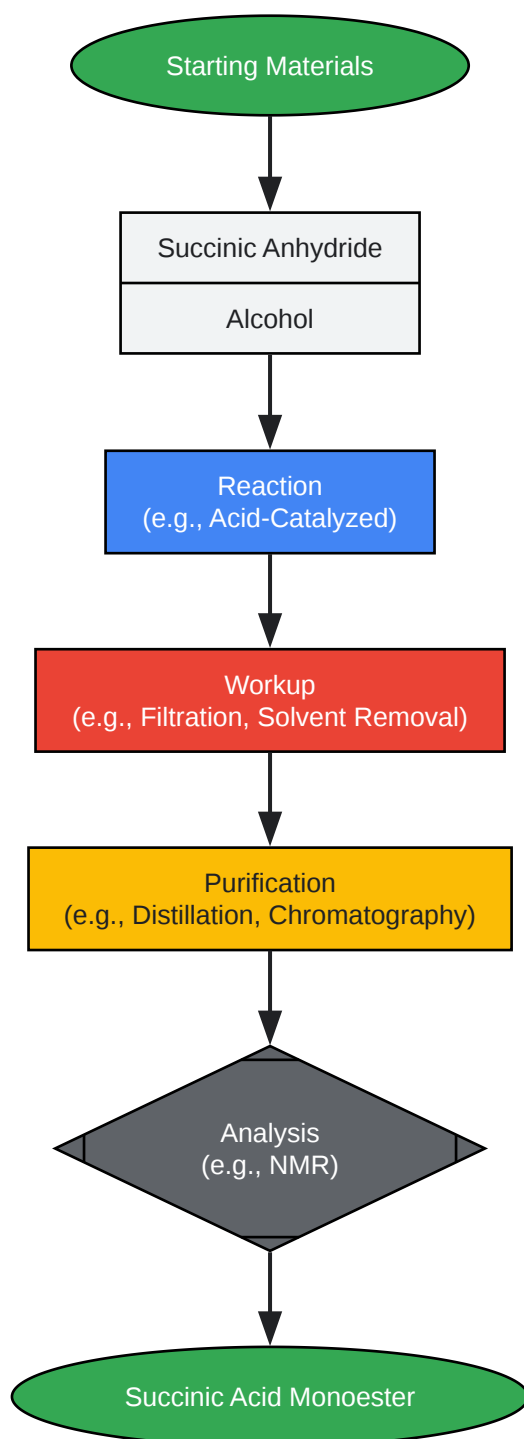 Starting Materials
Succinic Anhydride
Alcohol
Reaction
(e.g., Acid-Catalyzed)
Workup
(e.g., Filtration, Solvent Removal)
Purification
(e.g., Distillation, Chromatography)
Analysis
(e.g., NMR)
Succinic Acid Monoester